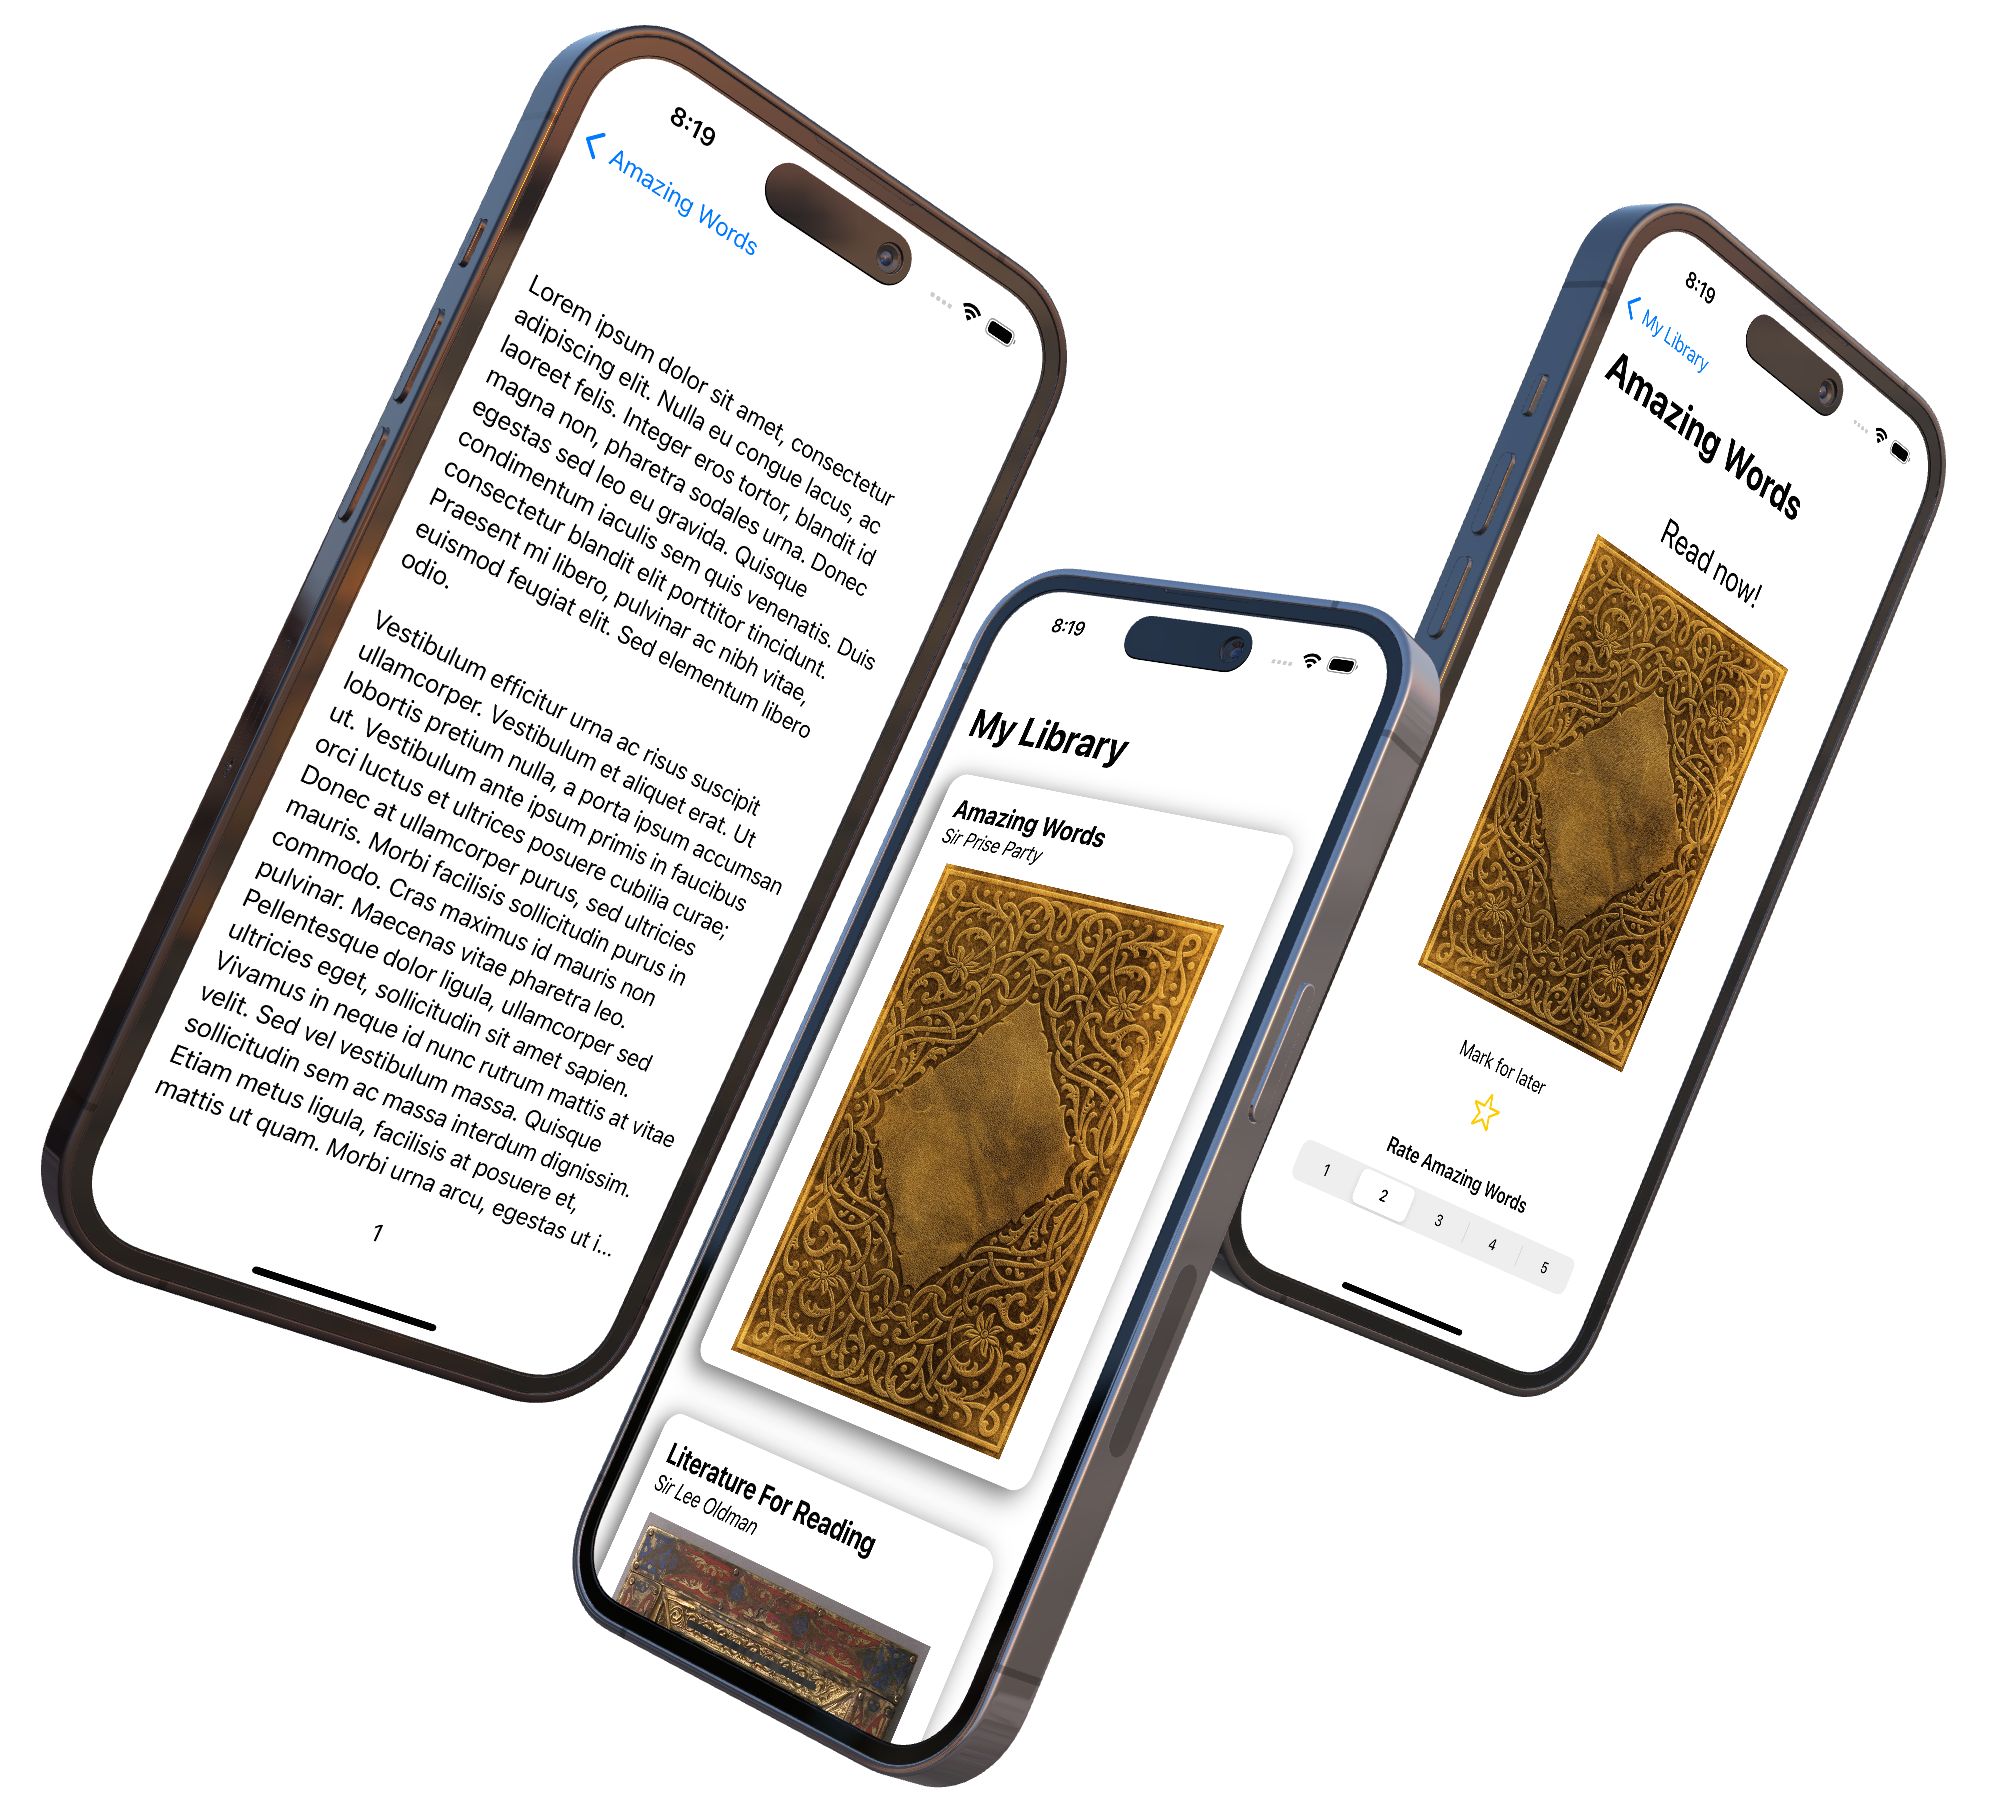 8:19
Amazing Words
Lorem ipsum dolor sit amet, consectetur
adipiscing elit. Nulla eu congue lacus, ac
laoreet felis. Integer eros tortor, blandit id
magna non, pharetra sodales urna. Donec
egestas sed leo eu gravida. Quisque
condimentum iaculis sem quis venenatis. Duis
consectetur blandit elit porttitor tincidunt.
Praesent mi libero, pulvinar ac nibh vitae,
euismod feugiat elit. Sed elementum libero
odio.
Vestibulum efficitur urna ac risus suscipit
ullamcorper. Vestibulum et aliquet erat. Ut
lobortis pretium nulla, a porta ipsum accumsan
ut. Vestibulum ante ipsum primis in faucibus
orci luctus et ultrices posuere cubilia curae;
Donec at ullamcorper purus, sed ultricies
mauris. Morbi facilisis sollicitudin purus in
commodo. Cras maximus id mauris non
pulvinar. Maecenas vitae pharetra leo.
Pellentesque dolor ligula, ullamcorper sed
ultricies eget, sollicitudin sit amet sapien.
Vivamus in neque id nunc rutrum mattis at vitae
velit. Sed vel vestibulum massa. Quisque
sollicitudin sem ac massa interdum dignissim.
Etiam metus ligula, facilisis at posuere et,
mattis ut quam. Morbi urna arcu, egestas ut i...
1
8:19
My Library
Amazing Words
Sir Prise Party
Literature For Reading
Sir Lee Oldman
8:19
My Library
Amazing Words
Read now!
Mark for later
Rate Amazing Words
1 2 3 4 5